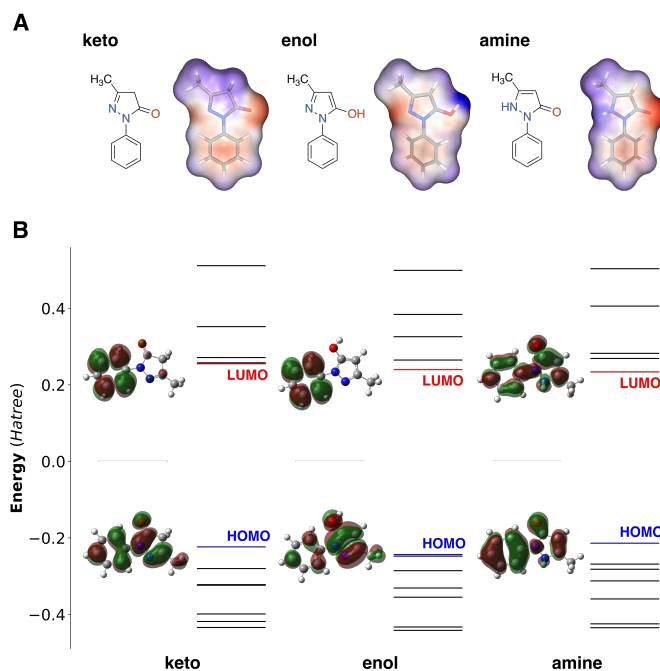 A
keto
enol
amine
H₃C
N
N
O
H₃C
N
N
OH
H₃C
HN
N
O
B
Energy (Hatree)
0.4
0.2
0.0
−0.2
−0.4
LUMO
LUMO
LUMO
HOMO
HOMO
HOMO
keto
enol
amine